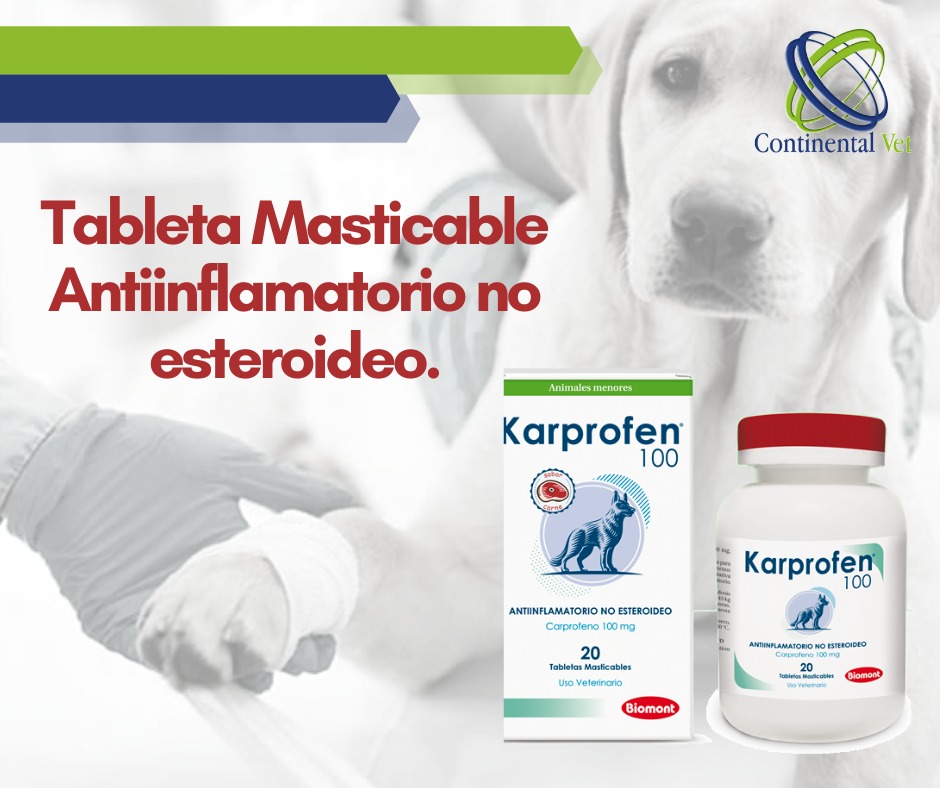 Continental Vet
Tableta Masticable
Antiinflamatorio no
esteroideo.
Animales menores
Karprofen®
100
sabor
carne
ANTIINFLAMATORIO NO ESTEROIDEO
Carprofeno 100 mg
20
Tabletas Masticables
Uso Veterinario
Biomont
Karprofen®
100
ANTIINFLAMATORIO NO ESTEROIDEO
Carprofeno 100 mg
20
Tabletas Masticables
Uso Veterinario
Biomont